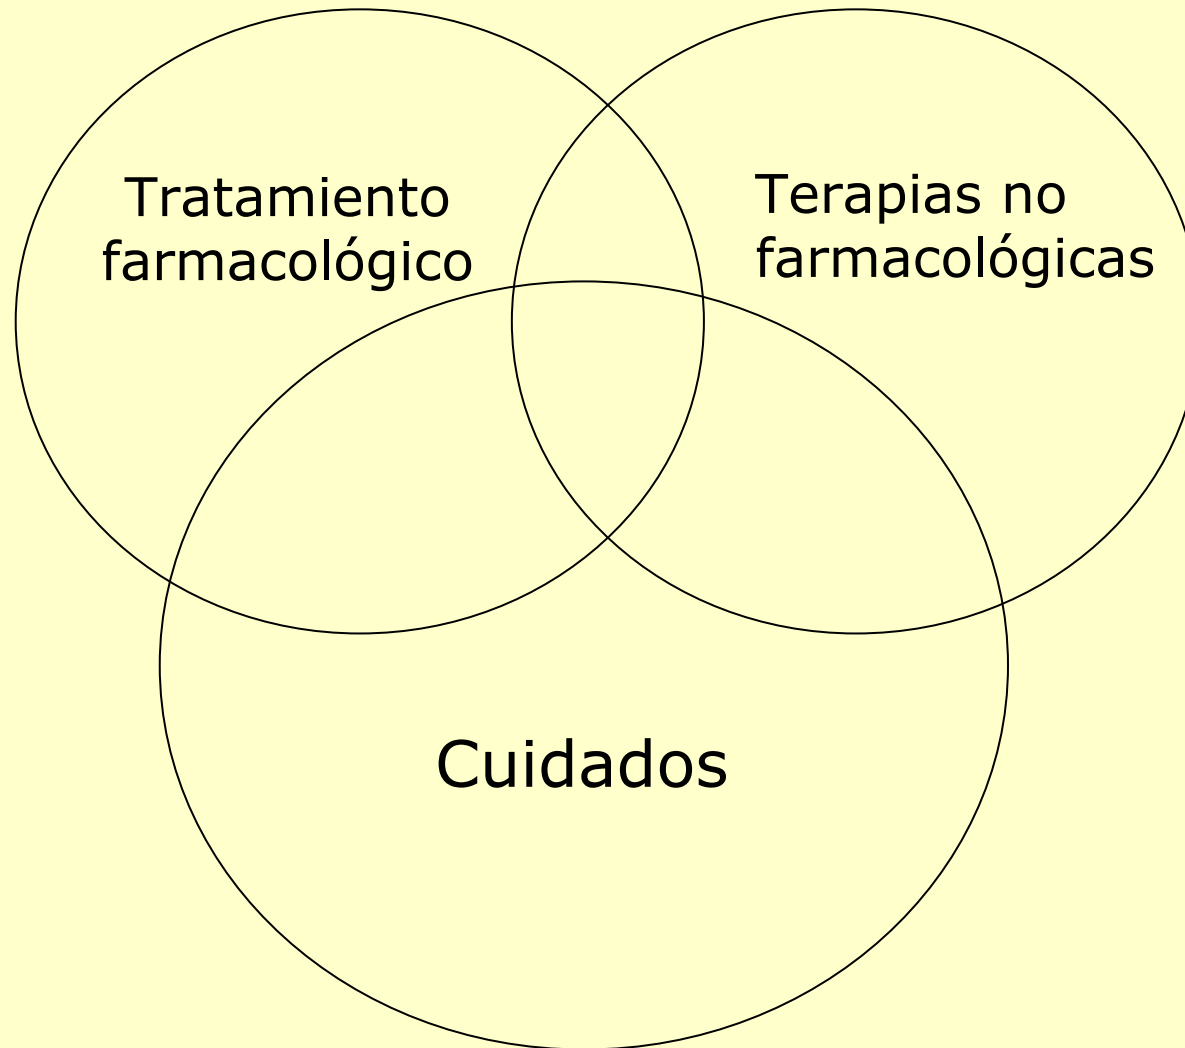 Tratamiento
farmacológico
Terapias no
farmacológicas
Cuidados